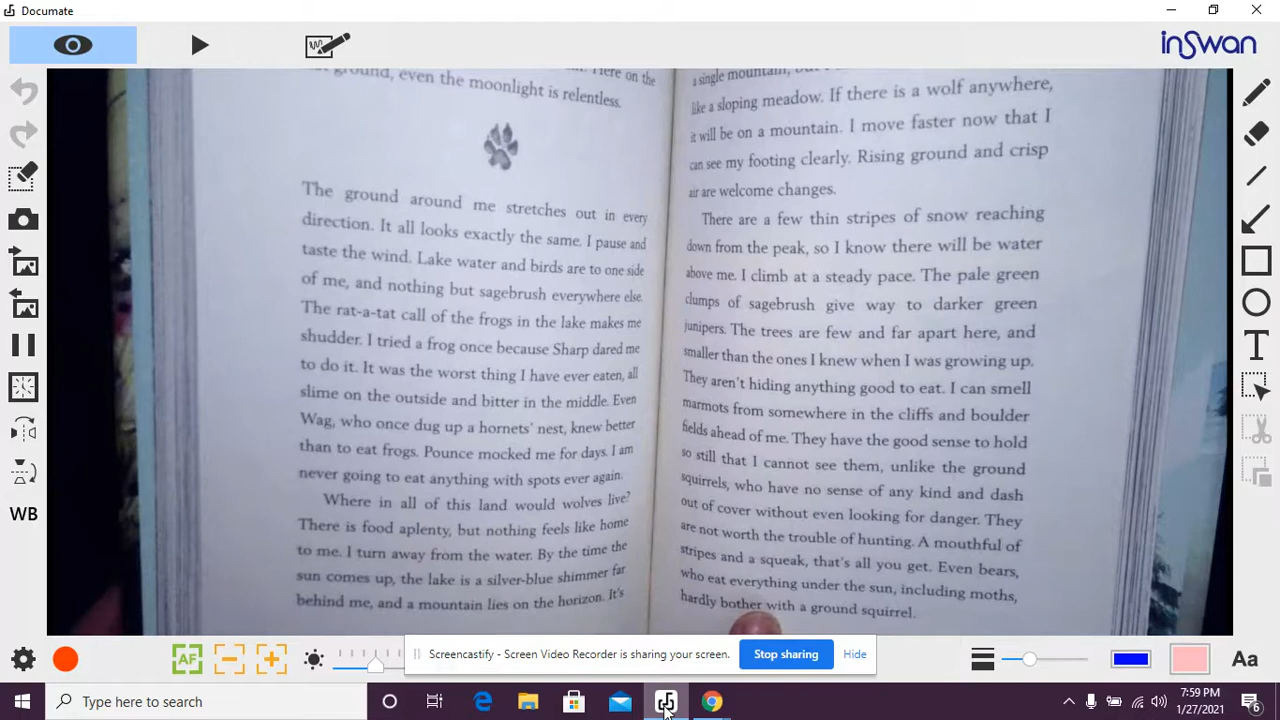 Documate
inSwan
Here on the
ground, even the moonlight is relentless.
The ground around me stretches out in every
direction. It all looks exactly the same. I pause and
taste the wind. Lake water and birds are to one side
of me, and nothing but sagebrush everywhere else.
The rat-a-tat call of the frogs in the lake makes me
shudder. I tried a frog once because Sharp dared me
to do it. It was the worst thing I have ever eaten, all
slime on the outside and bitter in the middle. Even
Wag, who once dug up a hornets' nest, knew better
than to eat frogs. Pounce mocked me for days. I am
never going to eat anything with spots ever again.
Where in all of this land would wolves live?
There is food aplenty, but nothing feels like home
to me. I turn away from the water. By the time the
sun comes up, the lake is a silver-blue shimmer far
behind me, and a mountain lies on the horizon. It's
a single mountain,
like a sloping meadow. If there is a wolf anywhere,
it will be on a mountain. I move faster now that I
can see my footing clearly. Rising ground and crisp
air are welcome changes.
There are a few thin stripes of snow reaching
down from the peak, so I know there will be water
above me. I climb at a steady pace. The pale green
clumps of sagebrush give way to darker green
junipers. The trees are few and far apart here, and
smaller than the ones I knew when I was growing up.
They aren't hiding anything good to eat. I can smell
marmots from somewhere in the cliffs and boulder
fields ahead of me. They have the good sense to hold
so still that I cannot see them, unlike the ground
squirrels, who have no sense of any kind and dash
out of cover without even looking for danger. They
are not worth the trouble of hunting. A mouthful of
stripes and a squeak, that's all you get. Even bears,
who eat everything under the sun, including moths,
hardly bother with a ground squirrel.
T
WB
AF
Screencastify - Screen Video Recorder is sharing your screen.
Stop sharing
Hide
Aa
Type here to search
7:59 PM
1/27/2021
6